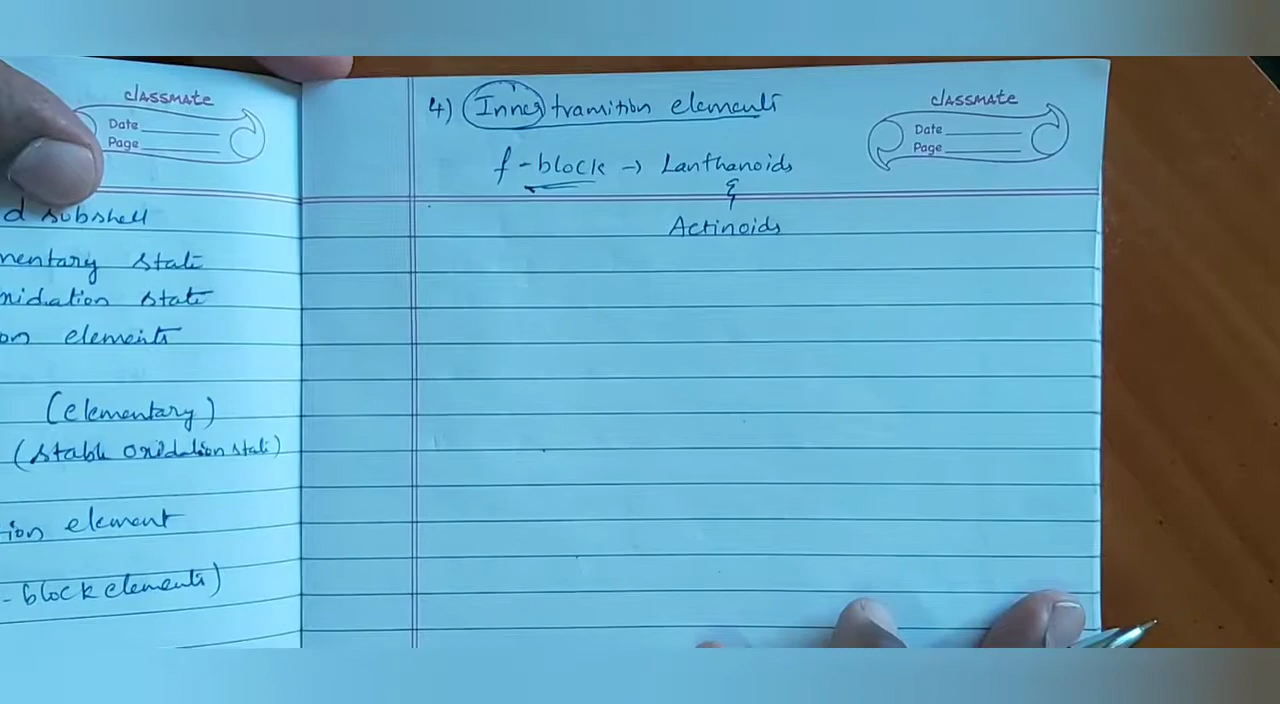 classmate
Date
Page
d subshell
mentary state
xidation state
on elements
(elementary)
(stable oxidation state)
ion element
- block elements)
4) Inner transition elements
classmate
Date
Page
f-block → Lanthanoids
&
Actinoids